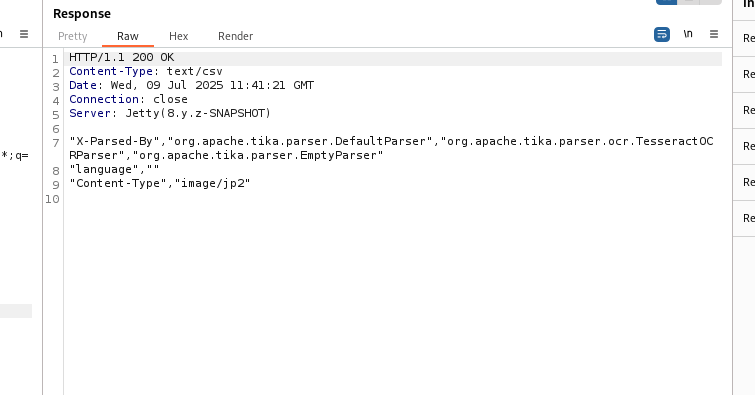 Response
Pretty Raw Hex Render
\n
1 HTTP/1.1 200 OK
2 Content-Type: text/csv
3 Date: Wed, 09 Jul 2025 11:41:21 GMT
4 Connection: close
5 Server: Jetty(8.y.z-SNAPSHOT)
6
7 "X-Parsed-By","org.apache.tika.parser.DefaultParser","org.apache.tika.parser.ocr.TesseractOC
RParser","org.apache.tika.parser.EmptyParser"
8 "language",""
9 "Content-Type","image/jp2"
10
*;q=
In
Re
Re
Re
Re
Re
Re